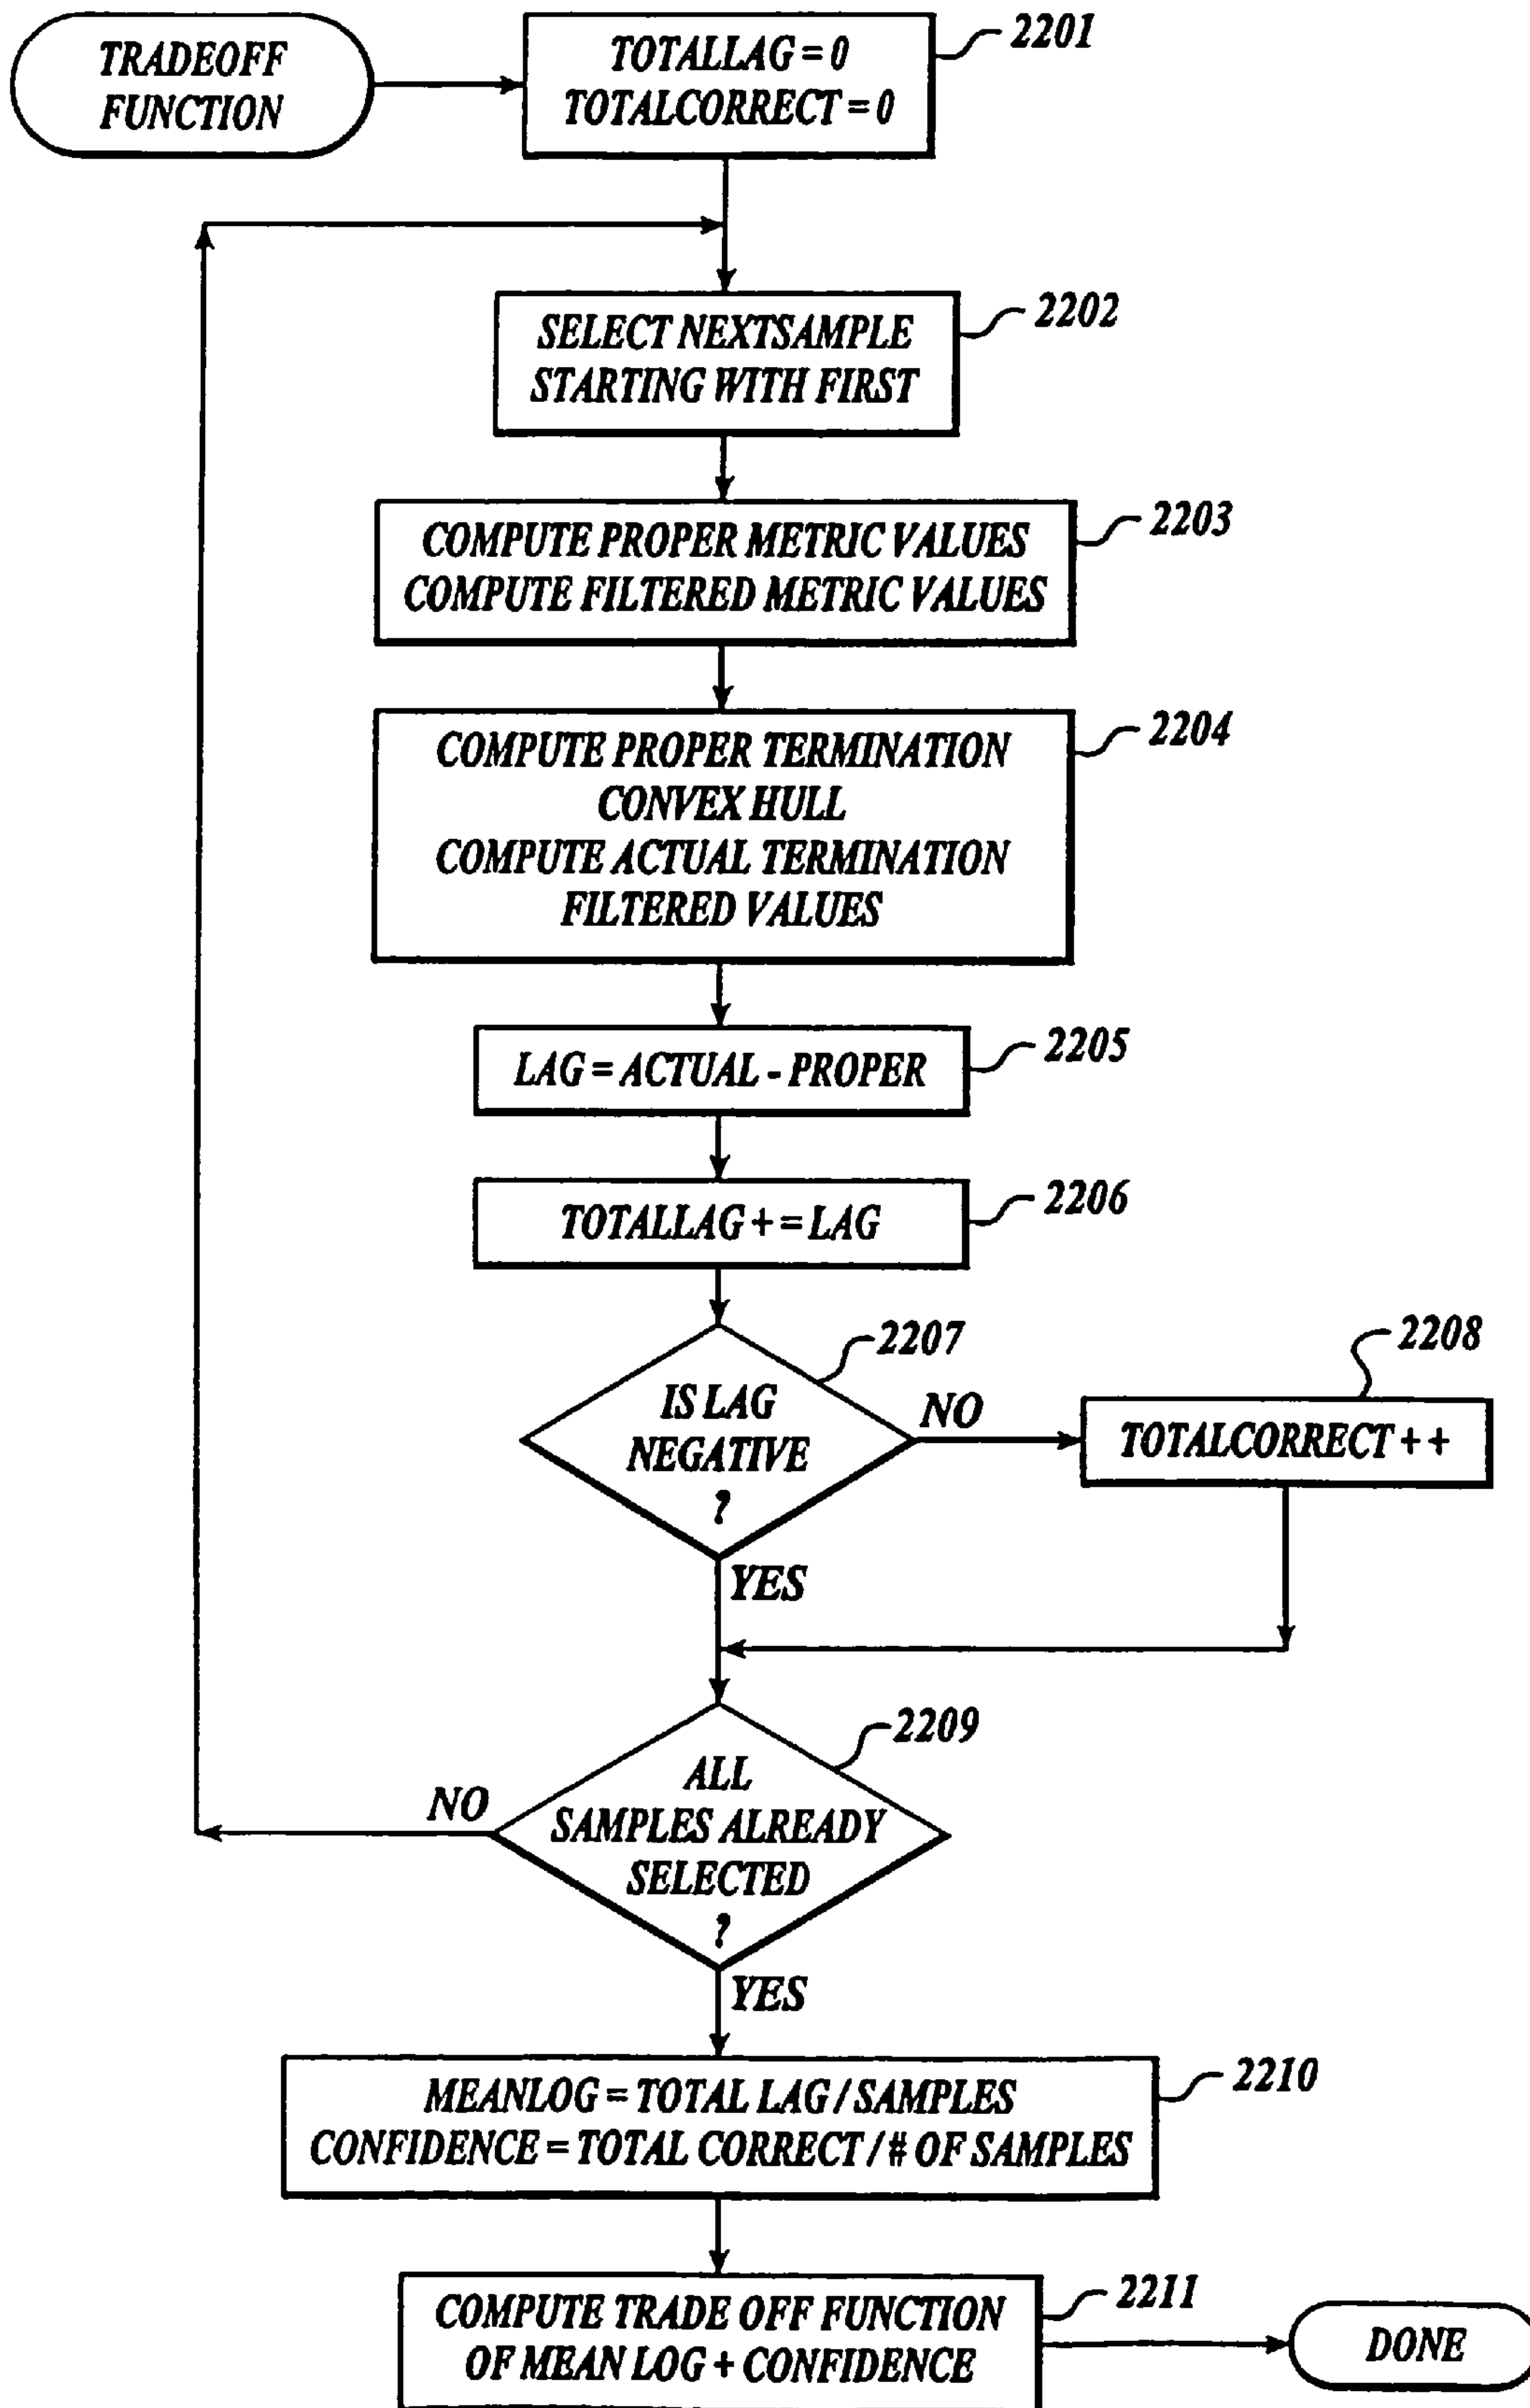 TRADEOFF
FUNCTION
TOTALLAG = 0
TOTALCORRECT = 0
2201
SELECT NEXTSAMPLE
STARTING WITH FIRST
2202
COMPUTE PROPER METRIC VALUES
COMPUTE FILTERED METRIC VALUES
2203
COMPUTE PROPER TERMINATION
CONVEX HULL
COMPUTE ACTUAL TERMINATION
FILTERED VALUES
2204
LAG = ACTUAL - PROPER
2205
TOTALLAG + = LAG
2206
IS LAG
NEGATIVE
?
2207
NO
TOTALCORRECT + +
2208
YES
ALL
SAMPLES ALREADY
SELECTED
?
2209
NO
YES
MEANLOG = TOTAL LAG / SAMPLES
CONFIDENCE = TOTAL CORRECT / # OF SAMPLES
2210
COMPUTE TRADE OFF FUNCTION
OF MEAN LOG + CONFIDENCE
2211
DONE